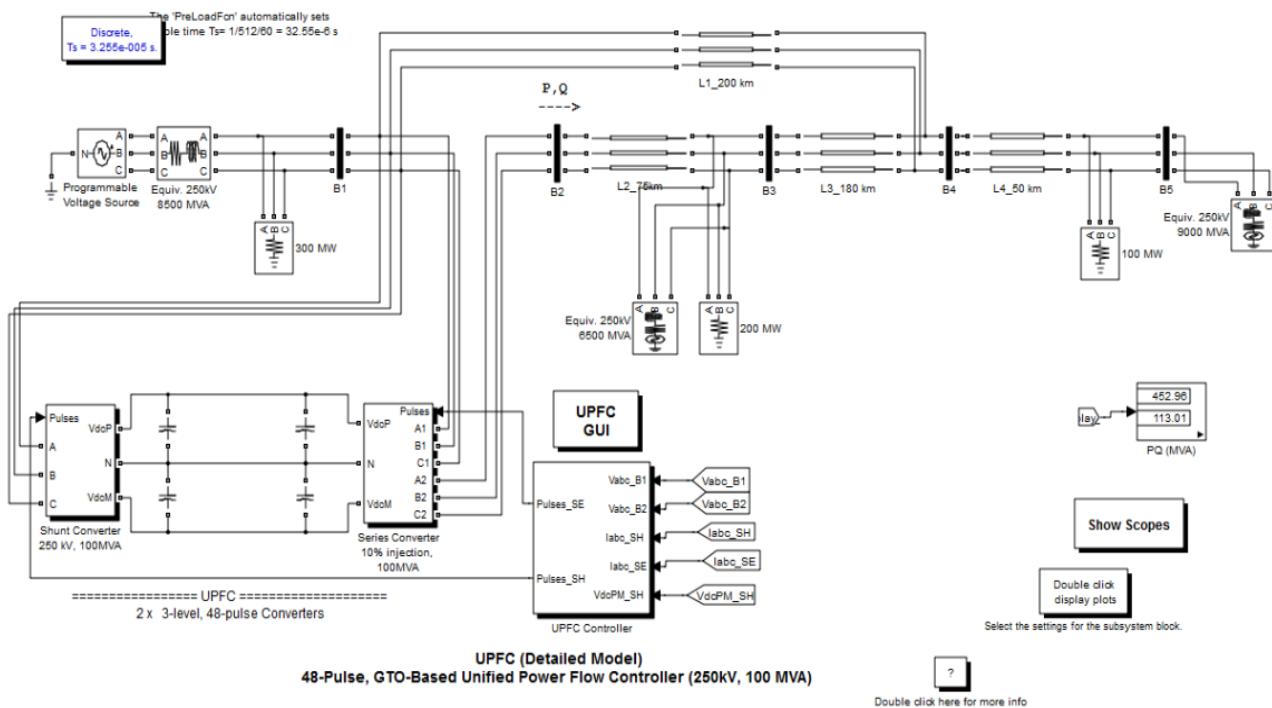 The 'PreLoadFcn' automatically sets
ple time Ts= 1/512/60 = 32.55e-6 s
Discrete,
Ts = 3.255e-005 s.
L1_200 km
P,Q
---->
N
A
B
C
A
B
C
A
B
C
Programmable
Voltage Source
Equiv. 250kV
8500 MVA
B1
B2
L2_75km
B3
L3_180 km
B4
L4_50 km
B5
A B C
300 MW
A B C
Equiv. 250kV
6500 MVA
A B C
200 MW
A B C
100 MW
A B C
Equiv. 250kV
9000 MVA
Pulses
A
B
C
VdcP
N
VdcM
Shunt Converter
250 kV, 100MVA
VdcP
N
VdcM
Pulses
A1
B1
C1
A2
B2
C2
Series Converter
10% injection,
100MVA
================ UPFC ===================
2 x 3-level, 48-pulse Converters
UPFC
GUI
Pulses_SE
Pulses_SH
Vabc_B1
Vabc_B2
Iabc_SH
Iabc_SE
VdcPM_SH
Vabc_B1
Vabc_B2
Iabc_SH
Iabc_SE
VdcPM_SH
UPFC Controller
lay
452.96
113.01
PQ (MVA)
Show Scopes
Double click
display plots
Select the settings for the subsystem block.
UPFC (Detailed Model)
48-Pulse, GTO-Based Unified Power Flow Controller (250kV, 100 MVA)
?
Double click here for more info